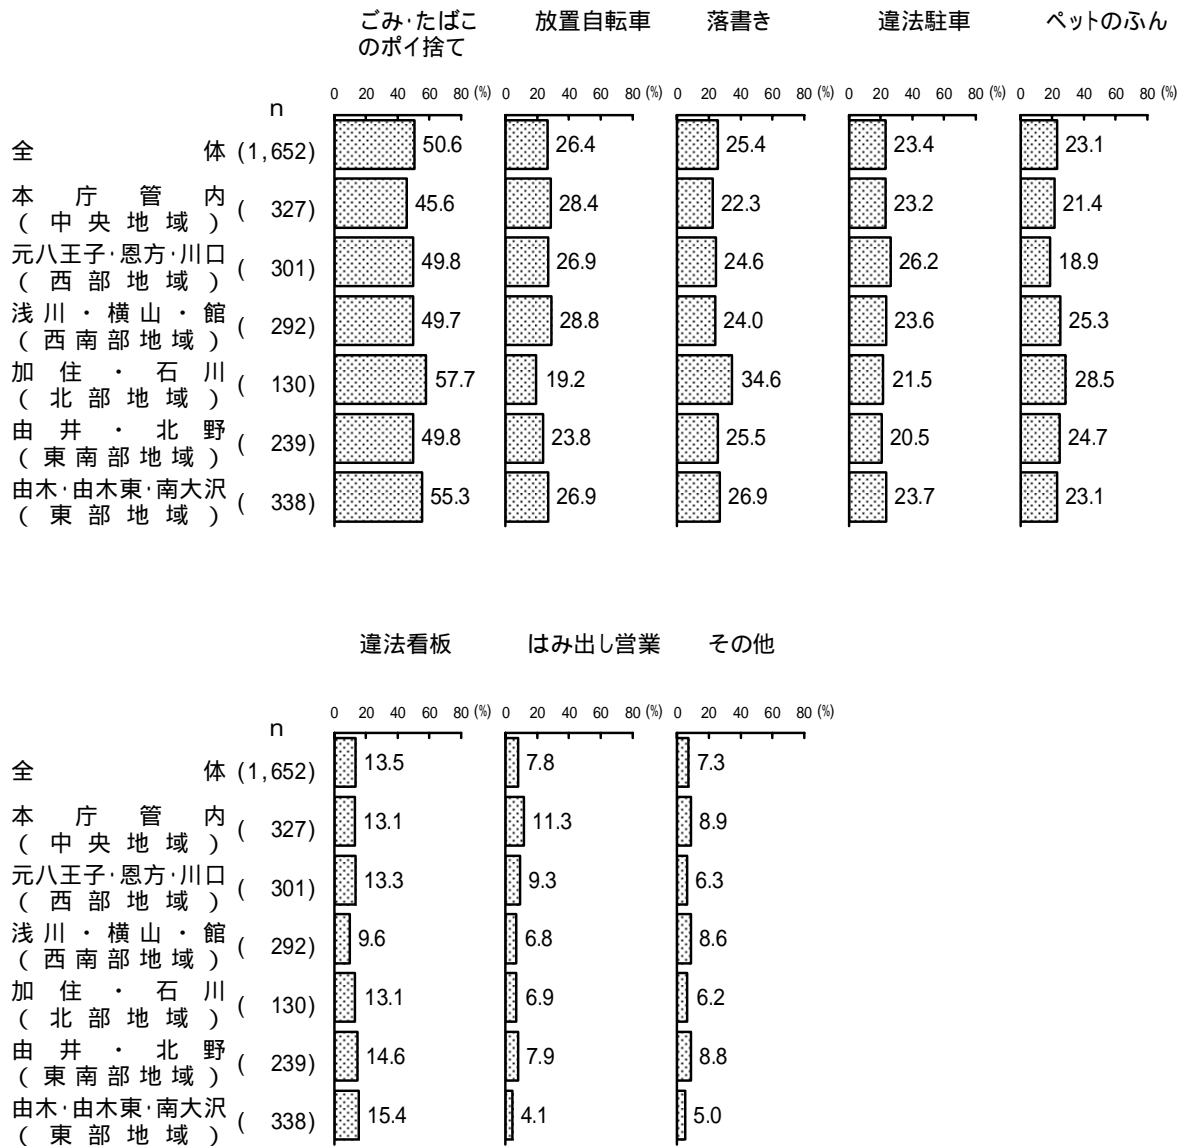 ごみ・たばこ 放置自転車 落書き 違法駐車 ペットのふん
のポイ捨て
0 20 40 60 80 (%) 0 20 40 60 80 (%) 0 20 40 60 80 (%) 0 20 40 60 80 (%) 0 20 40 60 80 (%)
n
全体 (1,652) 50.6 26.4 25.4 23.4 23.1
本庁管内
(中央地域) (327) 45.6 28.4 22.3 23.2 21.4
元八王子・恩方・川口
(西部地域) (301) 49.8 26.9 24.6 26.2 18.9
浅川・横山・館
(西南部地域) (292) 49.7 28.8 24.0 23.6 25.3
加住・石川
(北部地域) (130) 57.7 19.2 34.6 21.5 28.5
由井・北野
(東南部地域) (239) 49.8 23.8 25.5 20.5 24.7
由木・由木東・南大沢
(東部地域) (338) 55.3 26.9 26.9 23.7 23.1
違法看板 はみ出し営業 その他
0 20 40 60 80 (%) 0 20 40 60 80 (%) 0 20 40 60 80 (%)
n
全体 (1,652) 13.5 7.8 7.3
本庁管内
(中央地域) (327) 13.1 11.3 8.9
元八王子・恩方・川口
(西部地域) (301) 13.3 9.3 6.3
浅川・横山・館
(西南部地域) (292) 9.6 6.8 8.6
加住・石川
(北部地域) (130) 13.1 6.9 6.2
由井・北野
(東南部地域) (239) 14.6 7.9 8.8
由木・由木東・南大沢
(東部地域) (338) 15.4 4.1 5.0